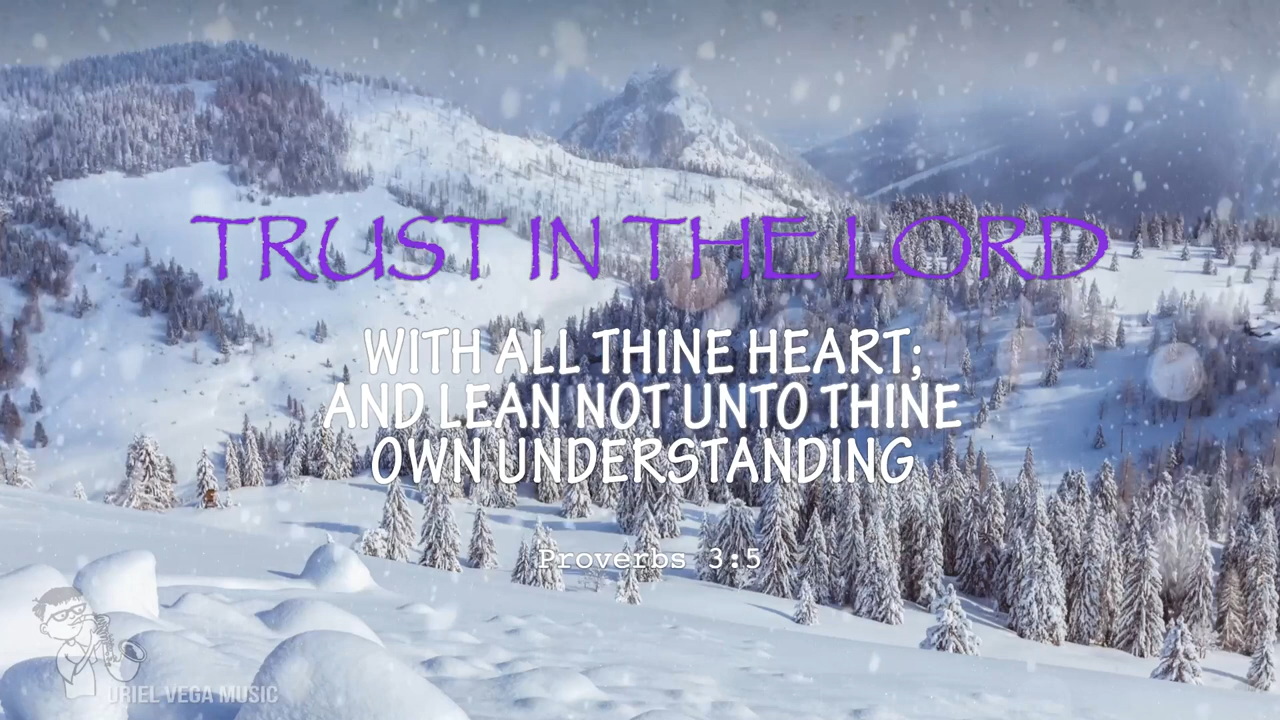 TRUST IN THE LORD
WITH ALL THINE HEART;
AND LEAN NOT UNTO THINE
OWN UNDERSTANDING
Proverbs 3:5
URIEL VEGA MUSIC